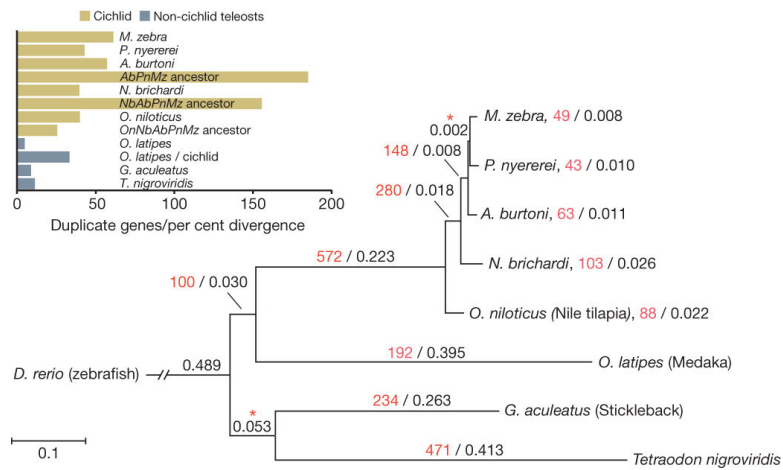 Cichlid Non-cichlid teleosts
M. zebra
P. nyererei
A. burtoni
AbPnMz ancestor
N. brichardi
NbAbPnMz ancestor
O. niloticus
OnNbAbPnMz ancestor
O. latipes
O. latipes / cichlid
G. aculeatus
T. nigroviridis
0 50 100 150 200
Duplicate genes/per cent divergence
*
0.002
M. zebra, 49 / 0.008
148 / 0.008
P. nyererei, 43 / 0.010
280 / 0.018
A. burtoni, 63 / 0.011
572 / 0.223
N. brichardi, 103 / 0.026
100 / 0.030
O. niloticus (Nile tilapia), 88 / 0.022
192 / 0.395
O. latipes (Medaka)
D. rerio (zebrafish)
0.489
*
0.053
234 / 0.263
G. aculeatus (Stickleback)
0.1
471 / 0.413
Tetraodon nigroviridis